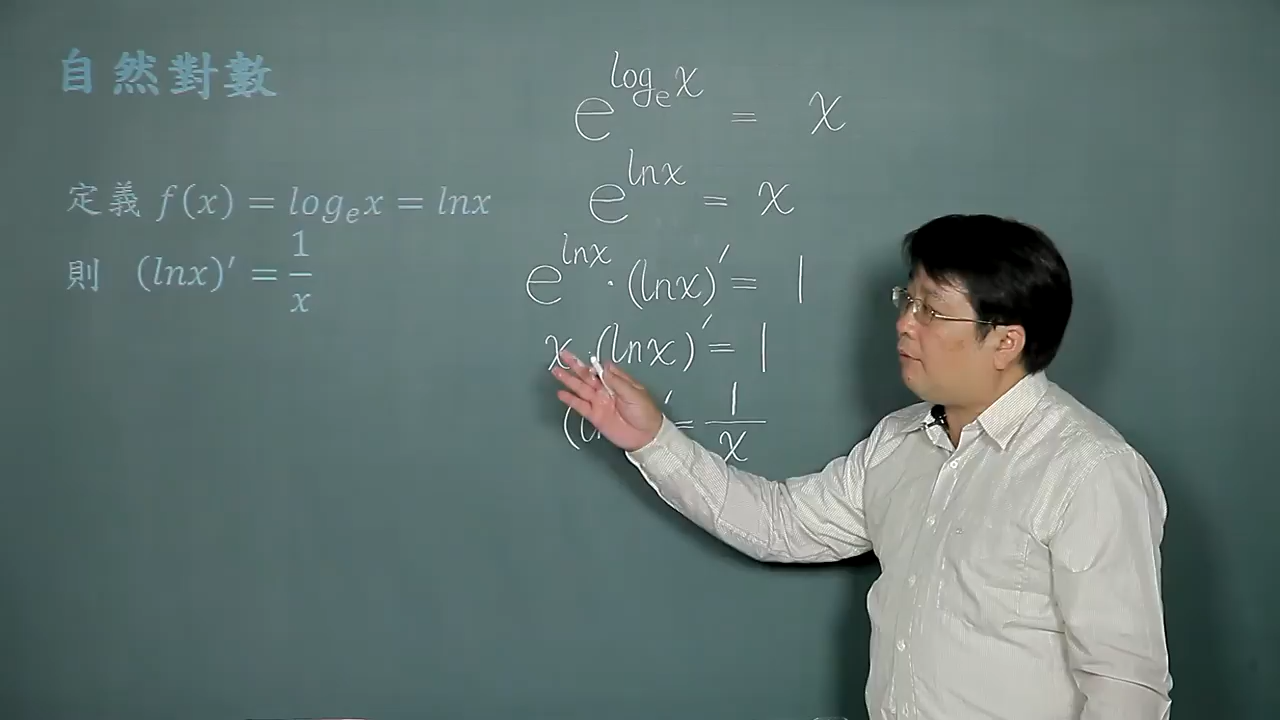 自然對數
定義 f(x) = logₑx = lnx
則 (lnx)′ = 1/x
e^(logₑx) = x
e^(lnx) = x
e^(lnx) · (lnx)′ = 1
x · (lnx)′ = 1
(ln ′ = 1/x